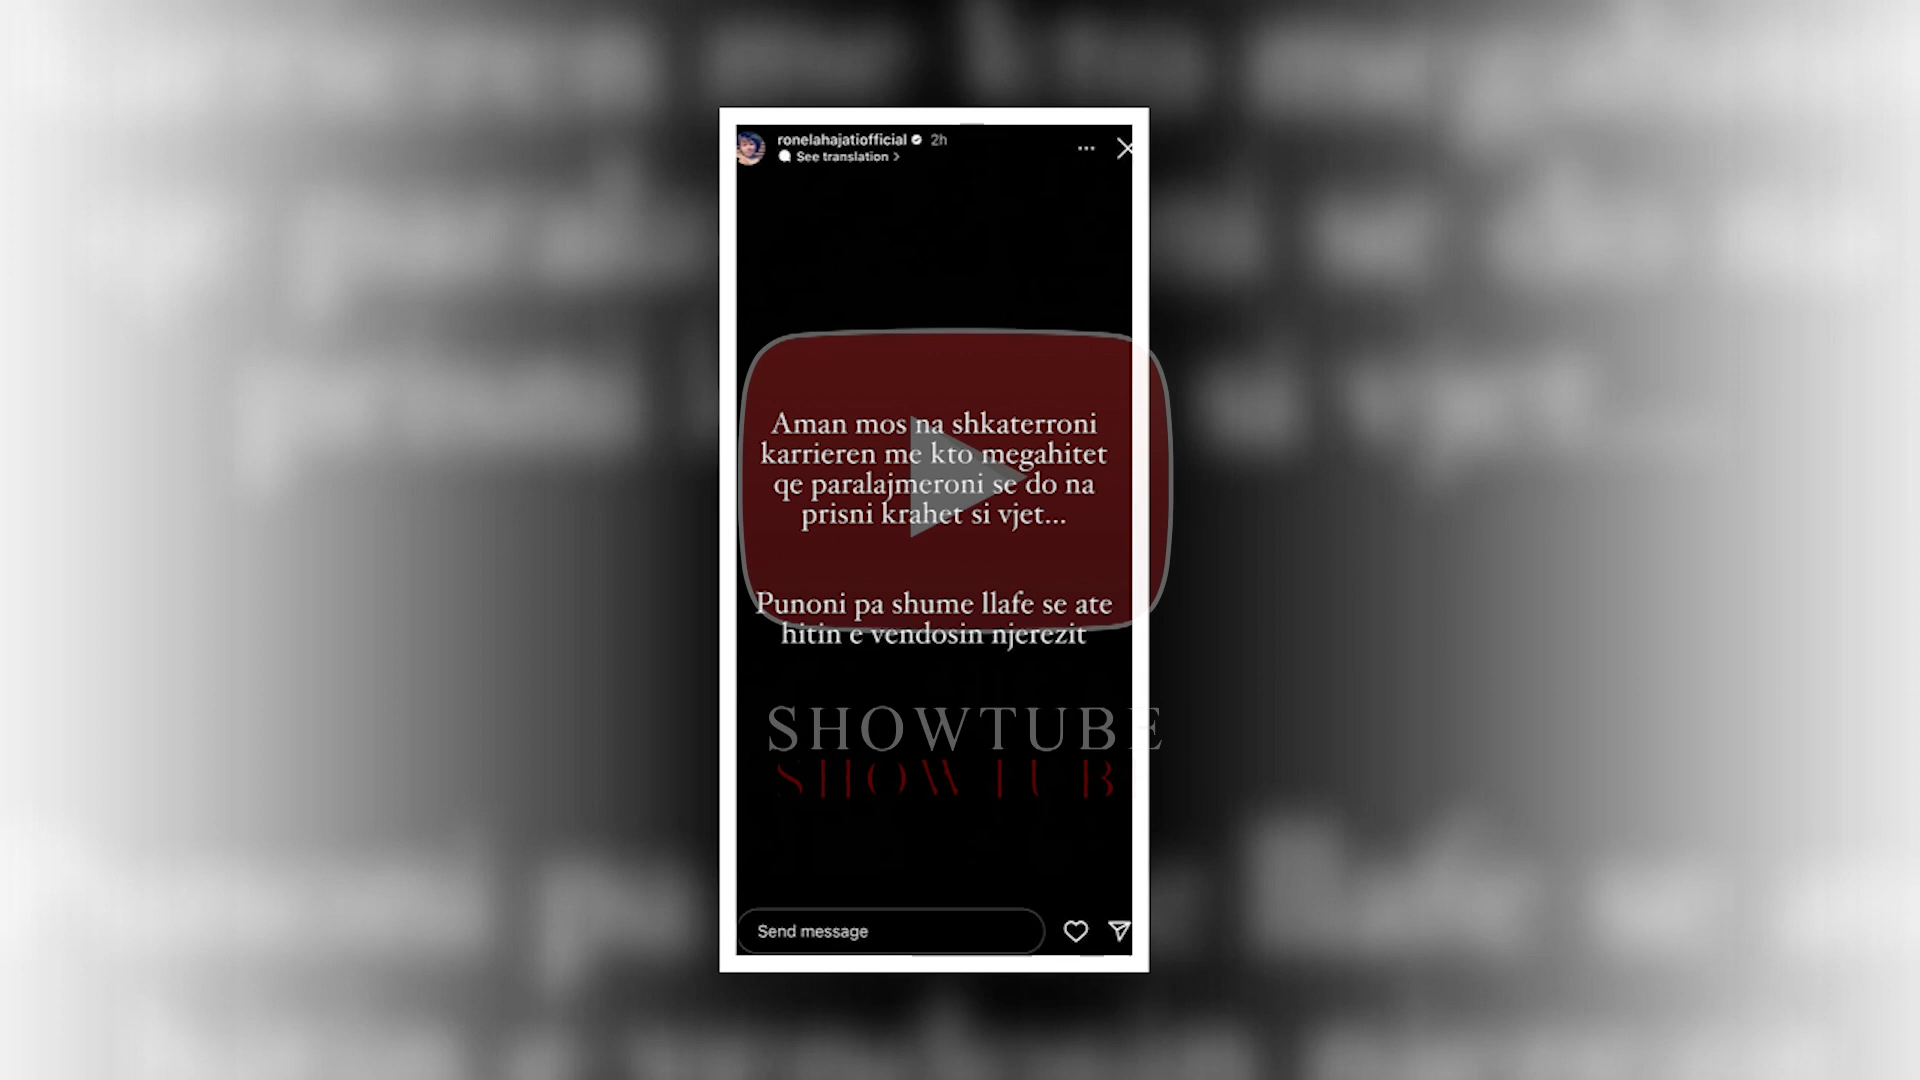 ronelahajatiofficial 2h
See translation >
Aman mos na shkaterroni
karrieren me kto megahitet
qe paralajmeroni se do na
prisni krahet si vjet...
Punoni pa shume llafe se ate
hitin e vendosin njerezit
SHOWTUBE
SHOWTUB
Send message